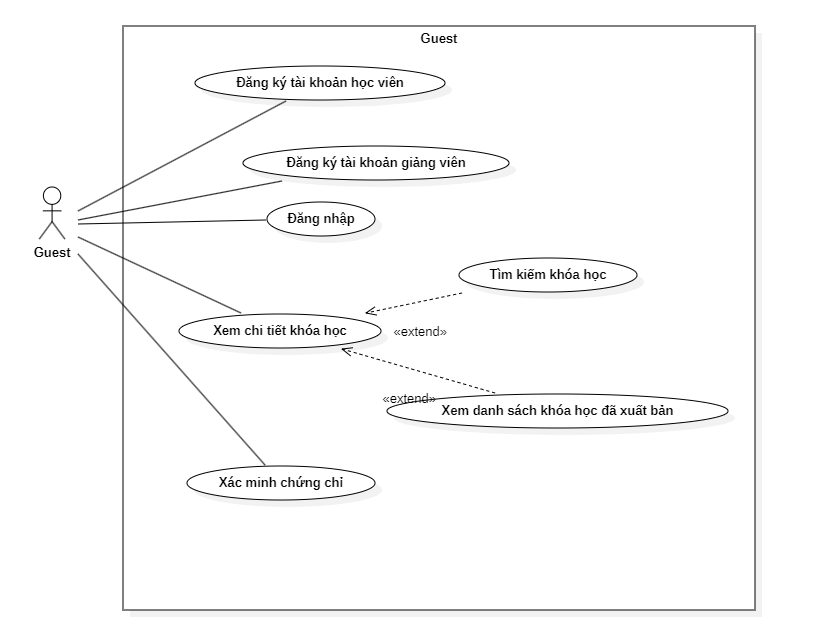 Guest
Đăng ký tài khoản học viên
Đăng ký tài khoản giảng viên
Đăng nhập
Guest
Tìm kiếm khóa học
Xem chi tiết khóa học
«extend»
«extend»
Xem danh sách khóa học đã xuất bản
Xác minh chứng chỉ